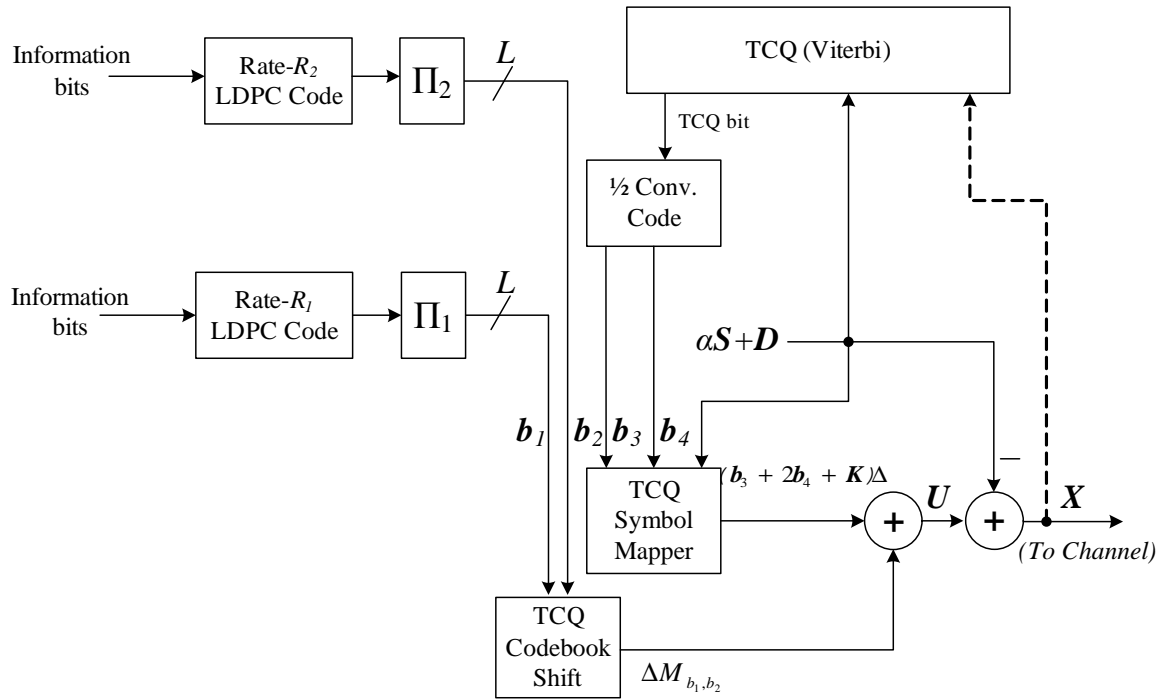 Information
bits
Rate-R₂
LDPC Code
Π₂
L
TCQ (Viterbi)
TCQ bit
½ Conv.
Code
Information
bits
Rate-R₁
LDPC Code
Π₁
L
αS+D
b₁
b₂
b₃
b₄
TCQ
Symbol
Mapper
(b₃ + 2b₄ + K)Δ
+
U
−
+
X
(To Channel)
TCQ
Codebook
Shift
ΔM b₁,b₂